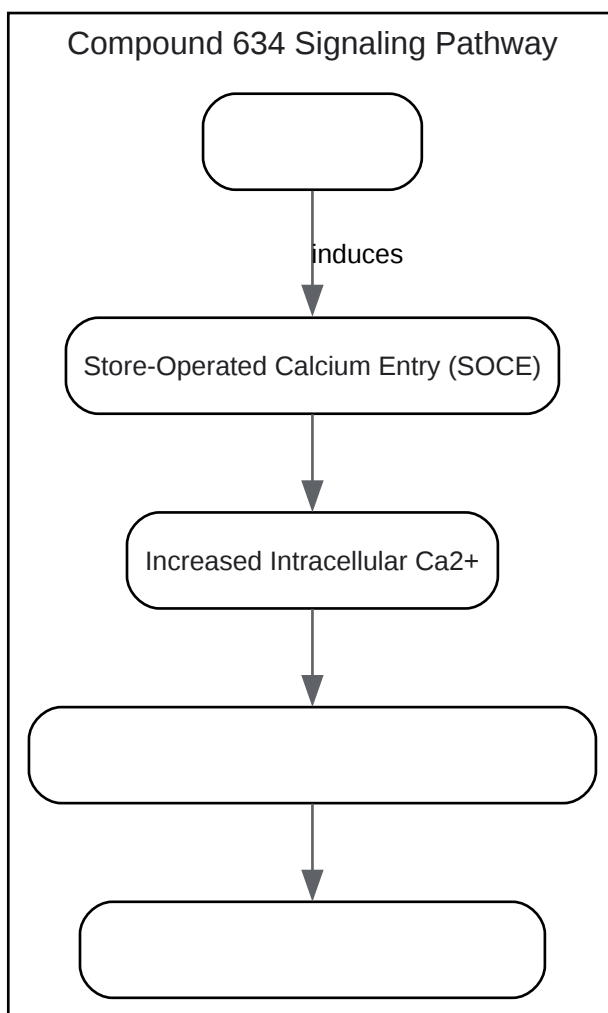 Compound 634 Signaling Pathway
induces
Store-Operated Calcium Entry (SOCE)
Increased Intracellular Ca2+